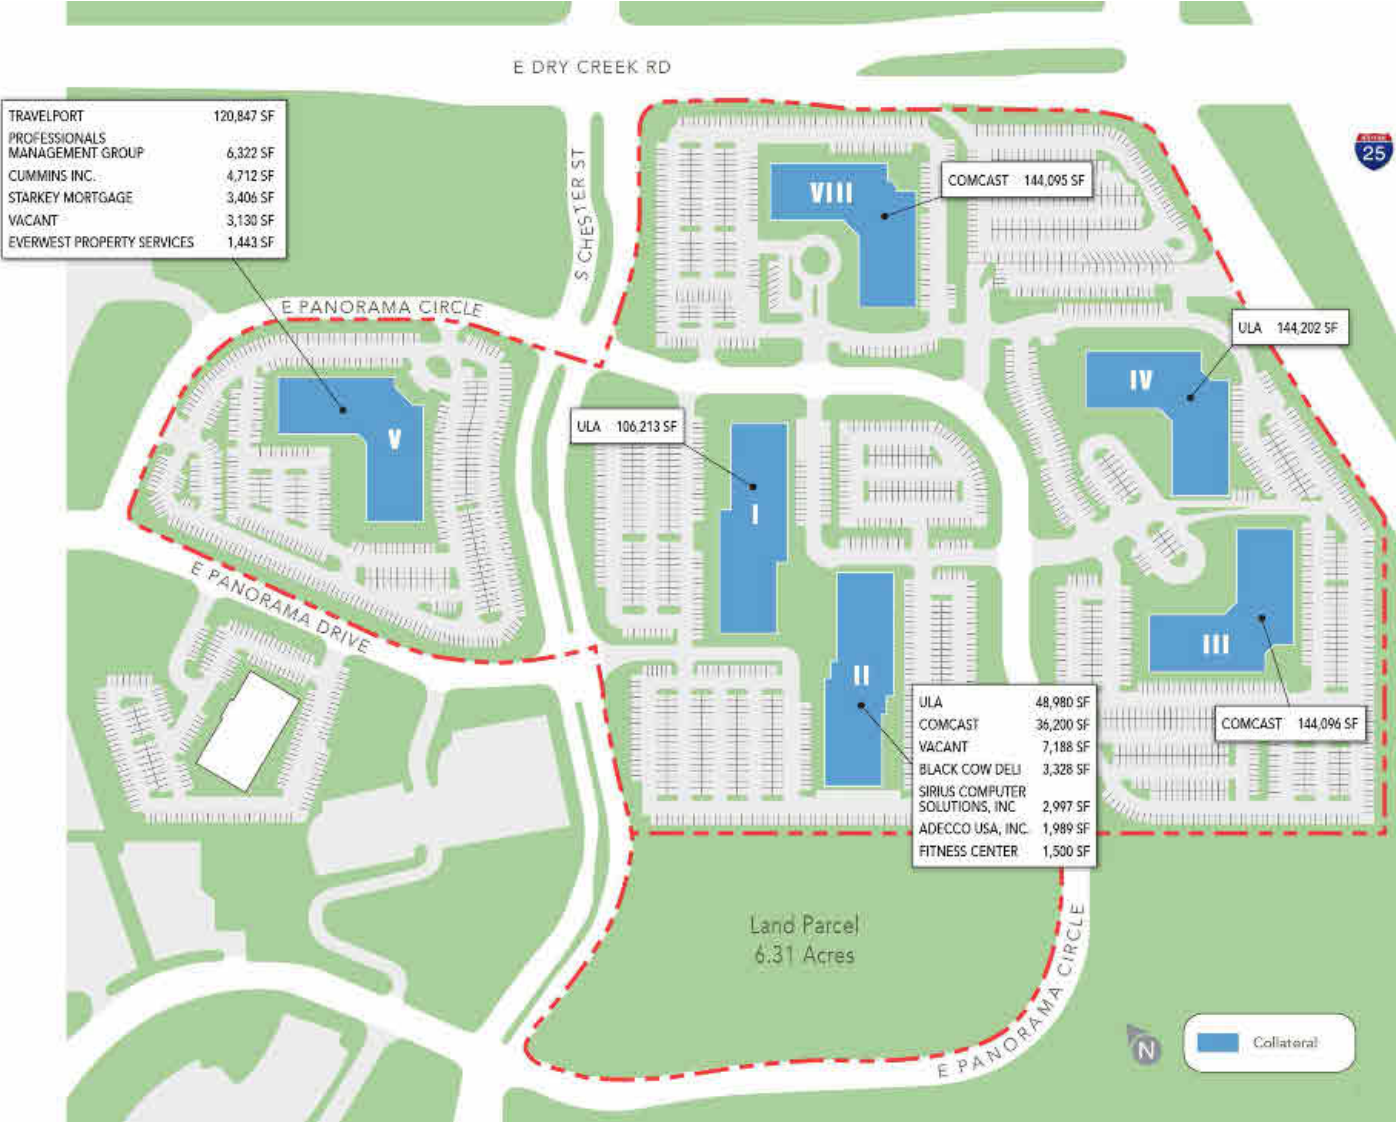 E DRY CREEK RD
TRAVELPORT 120,847 SF
PROFESSIONALS
MANAGEMENT GROUP 6,322 SF
CUMMINS INC. 4,712 SF
STARKEY MORTGAGE 3,406 SF
VACANT 3,130 SF
EVERWEST PROPERTY SERVICES 1,443 SF
S CHESTER ST
25
VIII
COMCAST 144,095 SF
E PANORAMA CIRCLE
ULA 144,202 SF
IV
V
ULA 106,213 SF
I
E PANORAMA DRIVE
III
II
ULA 48,980 SF
COMCAST 36,200 SF
VACANT 7,188 SF
BLACK COW DELI 3,328 SF
SIRIUS COMPUTER
SOLUTIONS, INC 2,997 SF
ADECCO USA, INC. 1,989 SF
FITNESS CENTER 1,500 SF
COMCAST 144,096 SF
Land Parcel
6.31 Acres
E PANORAMA CIRCLE
N
Collateral